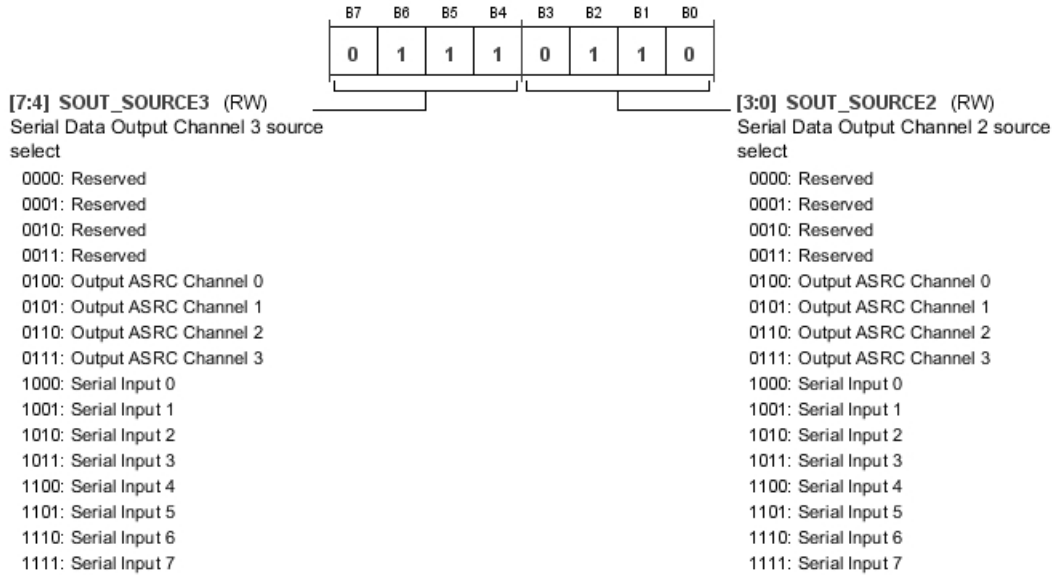 B7 B6 B5 B4 B3 B2 B1 B0
0 1 1 1 0 1 1 0
[7:4] SOUT_SOURCE3 (RW)
Serial Data Output Channel 3 source
select
0000: Reserved
0001: Reserved
0010: Reserved
0011: Reserved
0100: Output ASRC Channel 0
0101: Output ASRC Channel 1
0110: Output ASRC Channel 2
0111: Output ASRC Channel 3
1000: Serial Input 0
1001: Serial Input 1
1010: Serial Input 2
1011: Serial Input 3
1100: Serial Input 4
1101: Serial Input 5
1110: Serial Input 6
1111: Serial Input 7
[3:0] SOUT_SOURCE2 (RW)
Serial Data Output Channel 2 source
select
0000: Reserved
0001: Reserved
0010: Reserved
0011: Reserved
0100: Output ASRC Channel 0
0101: Output ASRC Channel 1
0110: Output ASRC Channel 2
0111: Output ASRC Channel 3
1000: Serial Input 0
1001: Serial Input 1
1010: Serial Input 2
1011: Serial Input 3
1100: Serial Input 4
1101: Serial Input 5
1110: Serial Input 6
1111: Serial Input 7